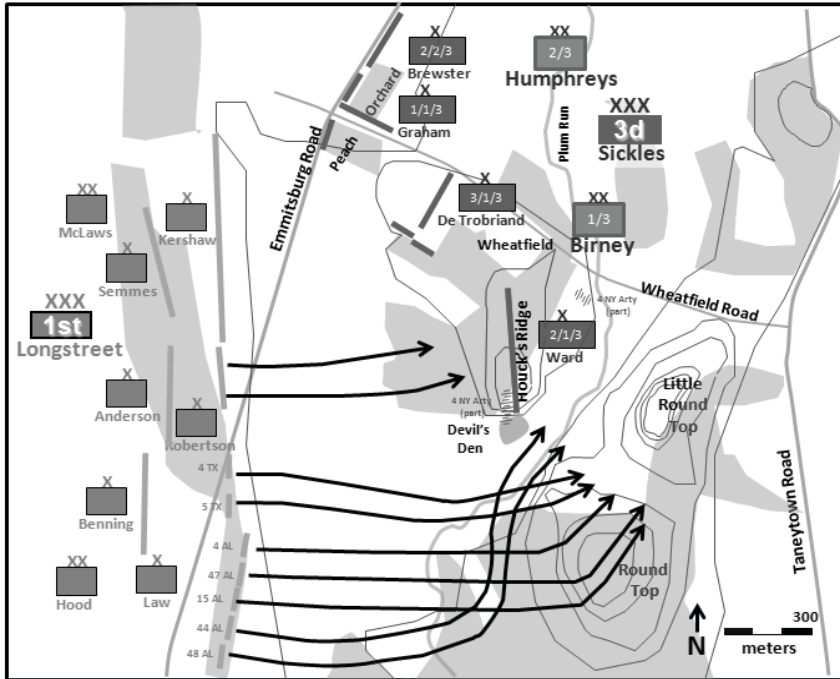 X
2/2/3
Brewster
XX
2/3
Humphreys
Orchard
X
1/1/3
Graham
XXX
3d
Sickles
Plum Run
Peach
Emmitsburg Road
XX
McLaws
X
Kershaw
X
3/1/3
De Trobriand
XX
1/3
Birney
Wheatfield
X
Semmes
XXX
1st
Longstreet
Wheatfield Road
4 NY Arty
(part)
Houck's Ridge
X
2/1/3
Ward
X
Anderson
X
Robertson
4 NY Arty
(part)
Devil's
Den
Little
Round
Top
4 TX
5 TX
X
Benning
Taneytown Road
4 AL
47 AL
15 AL
44 AL
48 AL
XX
Hood
X
Law
Round
Top
N
300
meters